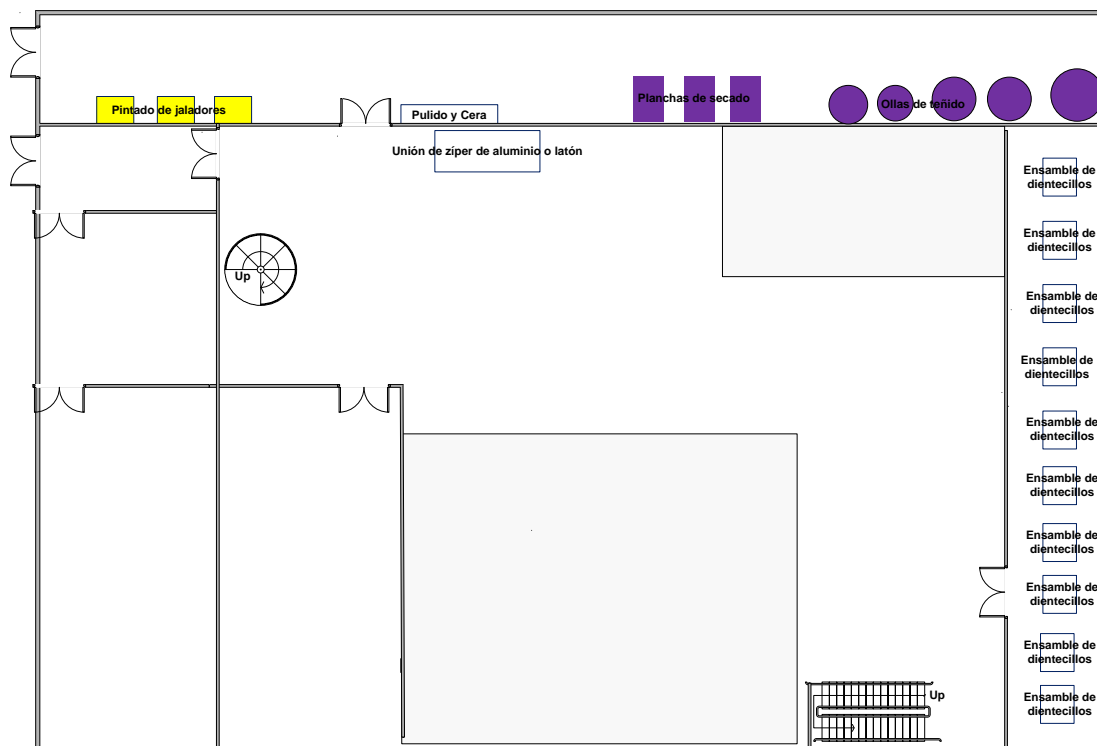 Pintado de jaladores
Pulido y Cera
Planchas de secado
Ollas de teñido
Unión de zíper de aluminio o latón
Up
Ensamble de
dientecillos
Ensamble de
dientecillos
Ensamble de
dientecillos
Ensamble de
dientecillos
Ensamble de
dientecillos
Ensamble de
dientecillos
Ensamble de
dientecillos
Ensamble de
dientecillos
Ensamble de
dientecillos
Ensamble de
dientecillos
Up